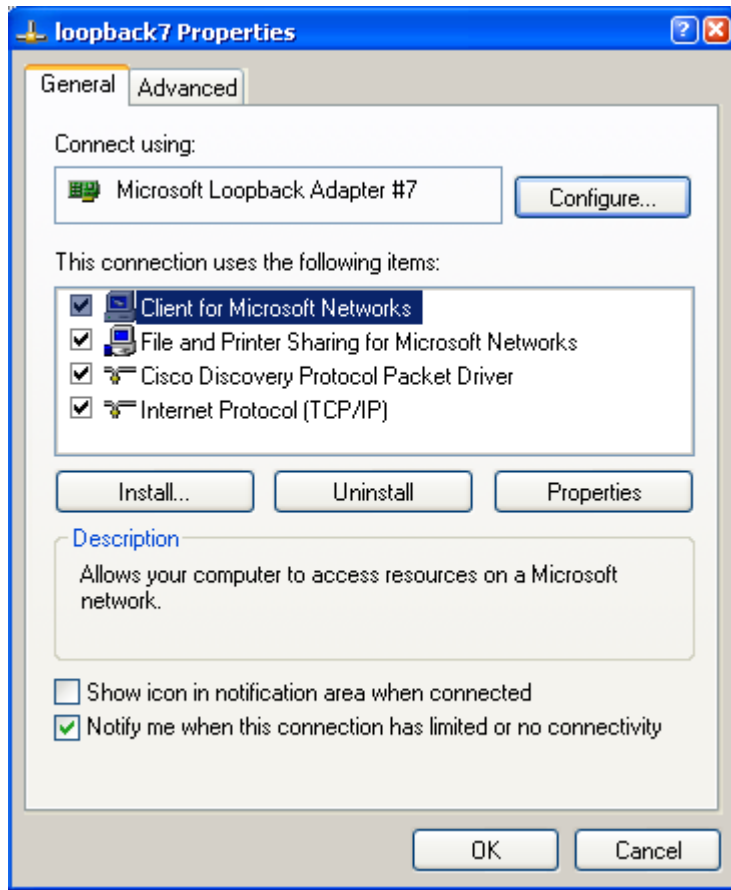 loopback7 Properties
General
Advanced
Connect using:
Microsoft Loopback Adapter #7
Configure...
This connection uses the following items:
Client for Microsoft Networks
File and Printer Sharing for Microsoft Networks
Cisco Discovery Protocol Packet Driver
Internet Protocol (TCP/IP)
Install...
Uninstall
Properties
Description
Allows your computer to access resources on a Microsoft
network.
Show icon in notification area when connected
Notify me when this connection has limited or no connectivity
OK
Cancel